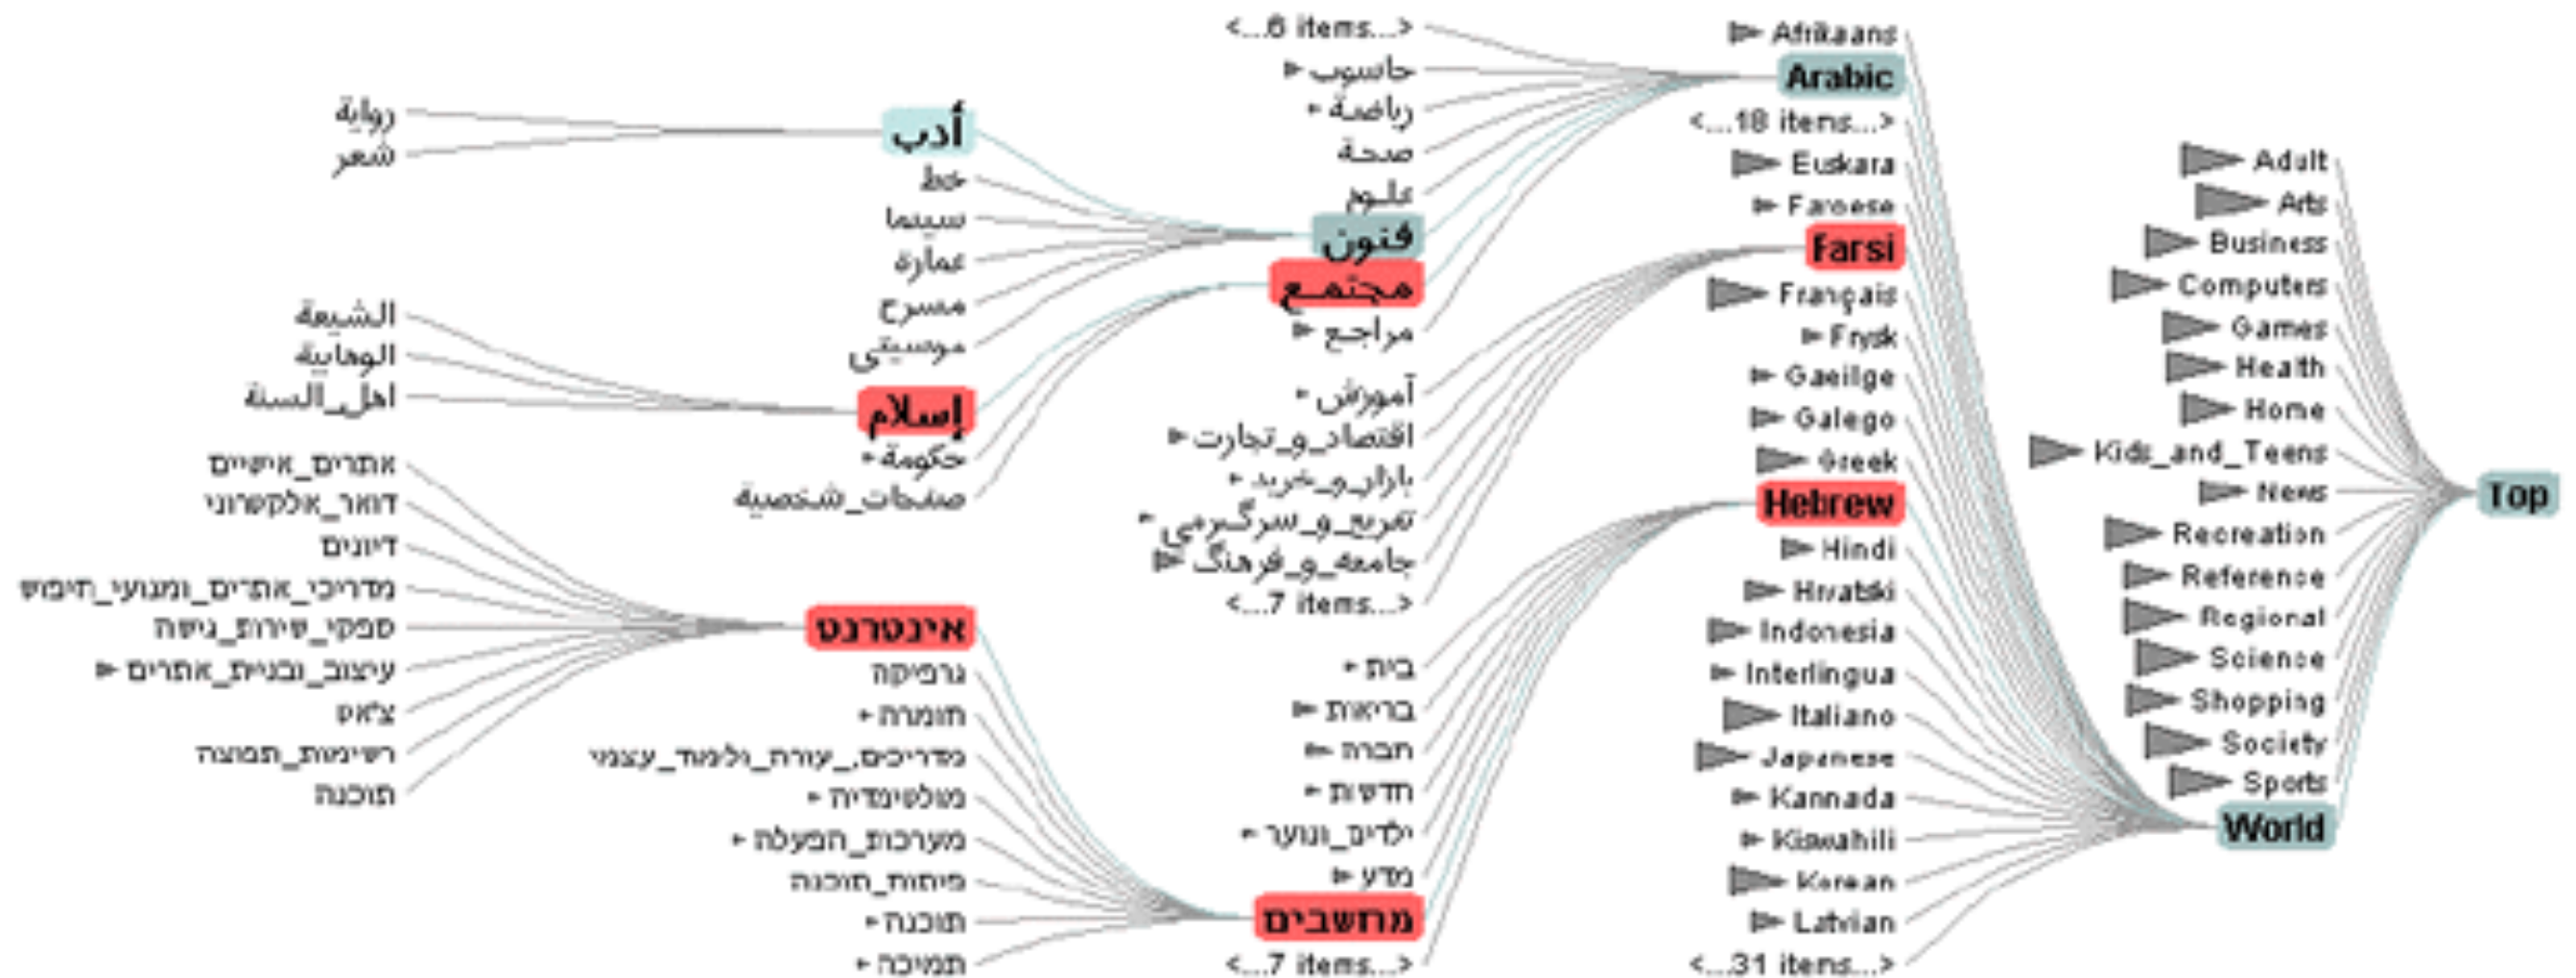 Top
Adult
Arts
Business
Computers
Games
Health
Home
Kids_and_Teens
News
Recreation
Reference
Regional
Science
Shopping
Society
Sports
World
Afrikaans
Arabic
<...18 items...>
Euskara
Faroese
Farsi
Français
Frysk
Gaeilge
Galego
Greek
Hebrew
Hindi
Hrvatski
Indonesia
Interlingua
Italiano
Japanese
Kannada
Kiswahili
Korean
Latvian
<...31 items...>
<...6 items...>
حاسوب
رياضة
صحة
علوم
فنون
مجتمع
مراجع
آموزش
اقتصاد_و_تجارت
بازار_و_خرید
تفریح_و_سرگرمی
جامعه_و_فرهنگ
<...7 items...>
בית
בריאות
חברה
חדשות
ילדים_ונוער
מדע
מחשבים
<...7 items...>
أدب
خط
سينما
عمارة
مسرح
موسيقى
إسلام
حكومة
صفحات_شخصية
אינטרנט
גרפיקה
חומרה
מדריכים,_עזרה_ולימוד_עצמי
מולטימדיה
מערכות_הפעלה
פיתוח_תוכנה
תוכנה
תמיכה
رواية
شعر
الشيعة
الوهابية
اهل_السنة
אתרים_אישיים
דואר_אלקטרוני
דיונים
מדריכי_אתרים_ומנועי_חיפוש
ספקי_שירות_גישה
עיצוב_ובניית_אתרים
צ'אט
רשימות_תפוצה
תוכנה